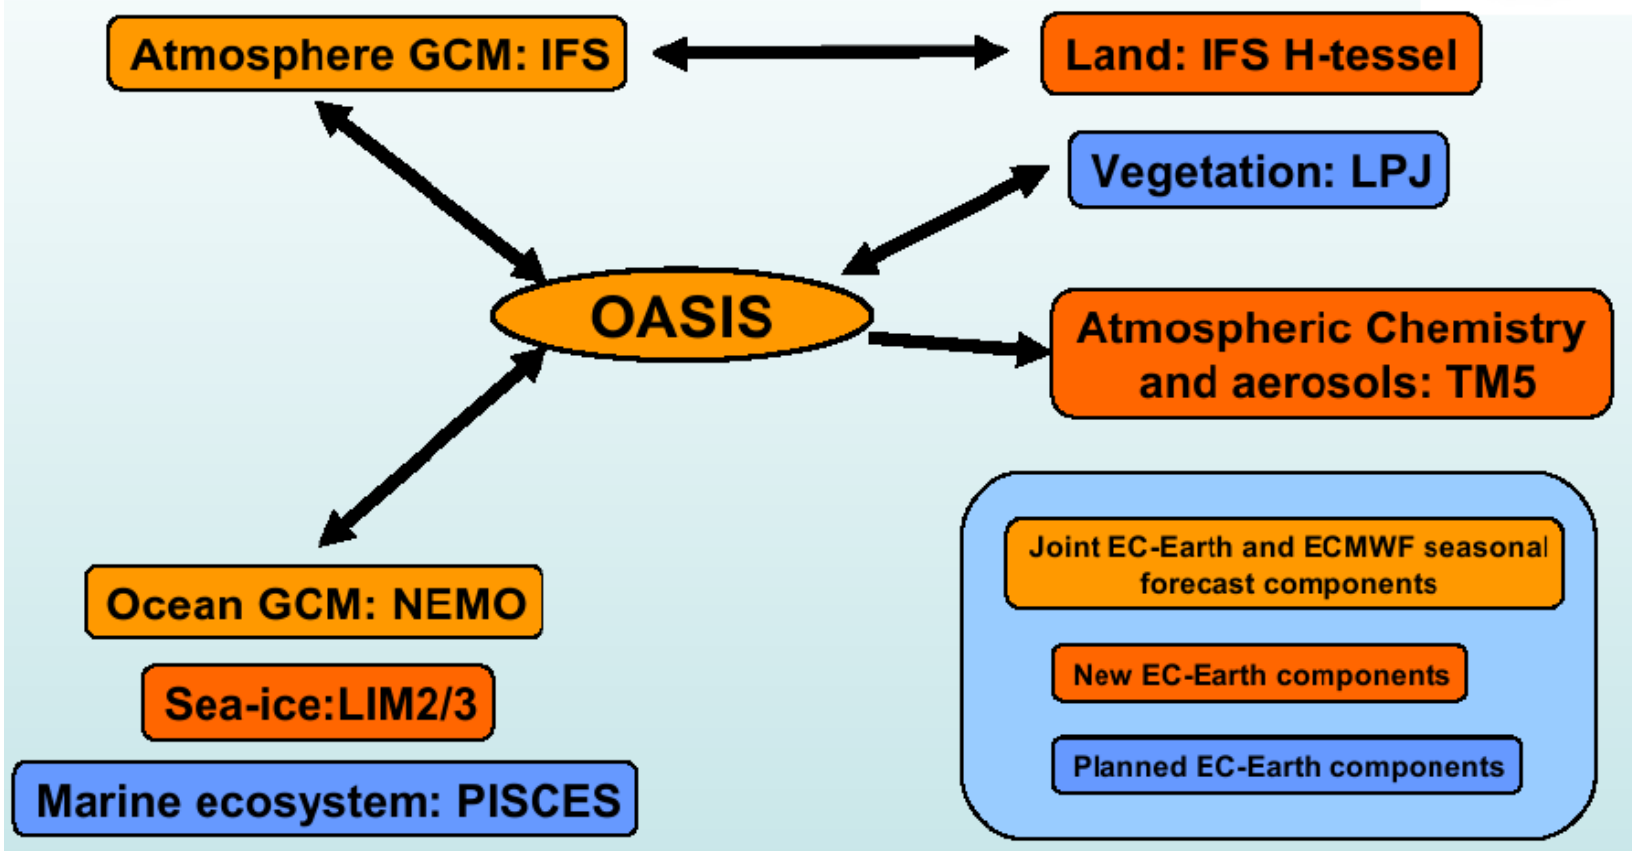 Atmosphere GCM: IFS
Land: IFS H-tessel
Vegetation: LPJ
OASIS
Atmospheric Chemistry
and aerosols: TM5
Ocean GCM: NEMO
Sea-ice:LIM2/3
Marine ecosystem: PISCES
Joint EC-Earth and ECMWF seasonal
forecast components
New EC-Earth components
Planned EC-Earth components